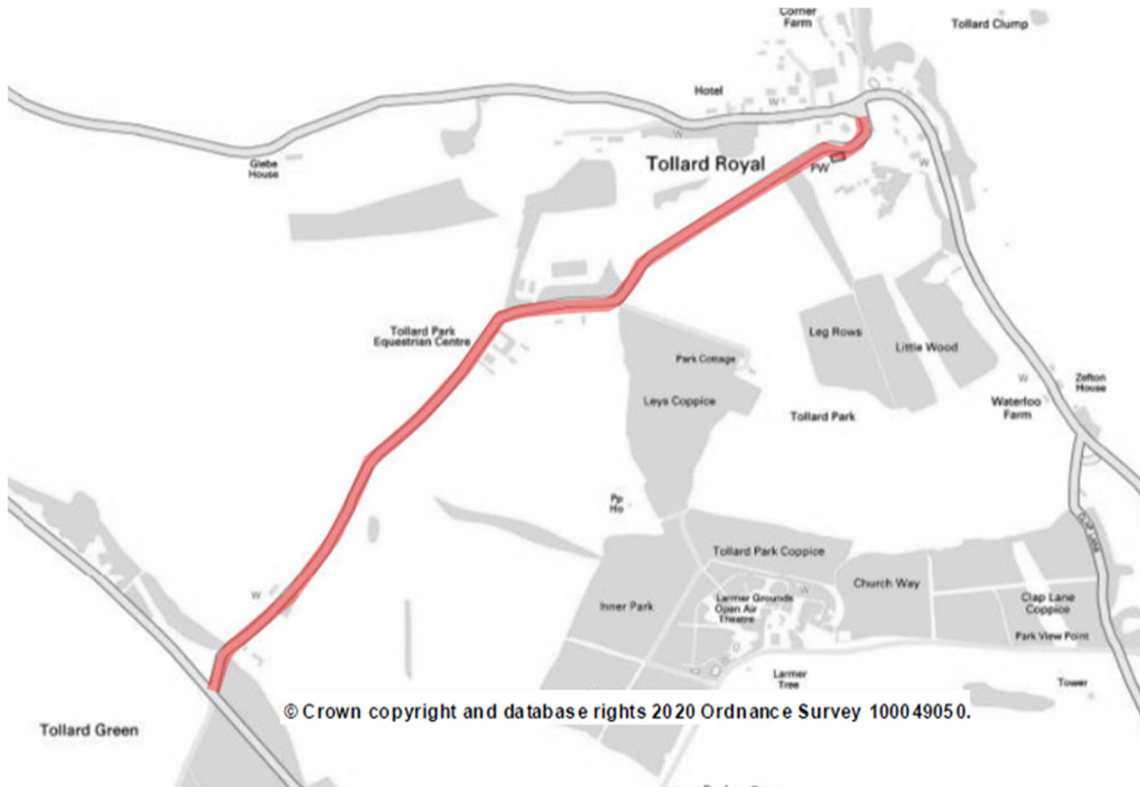 Corner
Farm
Tollard Clump
Hotel
W
W
Glebe
House
Tollard Royal
PW
W
Tollard Park
Equestrian Centre
Leg Rows
Little Wood
Park Cottage
Leys Coppice
Tollard Park
W
Waterloo
Farm
Zefton
House
Pp
Ho
Tollard Park Coppice
Church Way
W
Inner Park
Larmer Grounds
Open Air
Theatre
W
Clap Lane
Coppice
Park View Point
Larmer
Tree
Tower
© Crown copyright and database rights 2020 Ordnance Survey 100049050.
Tollard Green